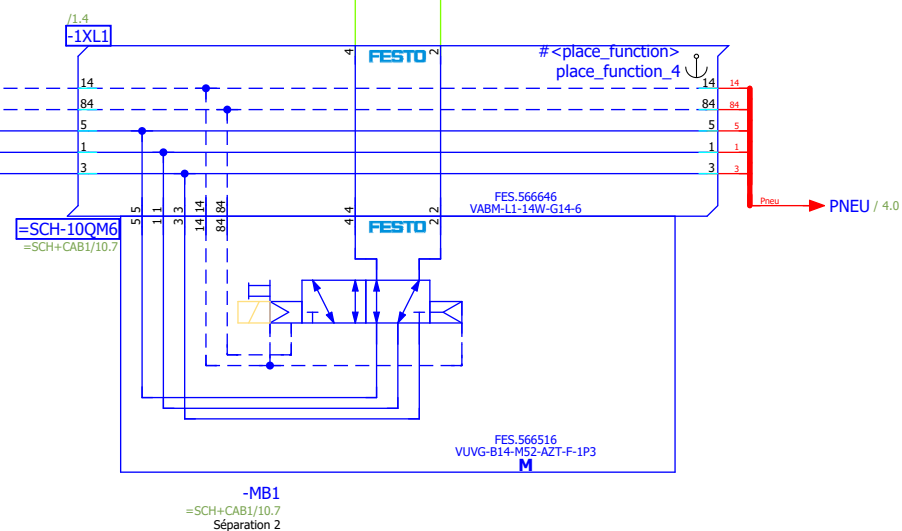 /1.4
-1XL1
4
FESTO
2
#<place_function>
place_function_4
14
14
14
84
84
84
5
5
5
1
1
1
3
3
3
FES.566646
VABM-L1-14W-G14-6
Pneu
PNEU / 4.0
5 5
1 1
3 3
14 14
84 84
4 4
FESTO
2 2
=SCH-10QM6
=SCH+CAB1/10.7
FES.566516
VUVG-B14-M52-AZT-F-1P3
M
-MB1
=SCH+CAB1/10.7
Séparation 2